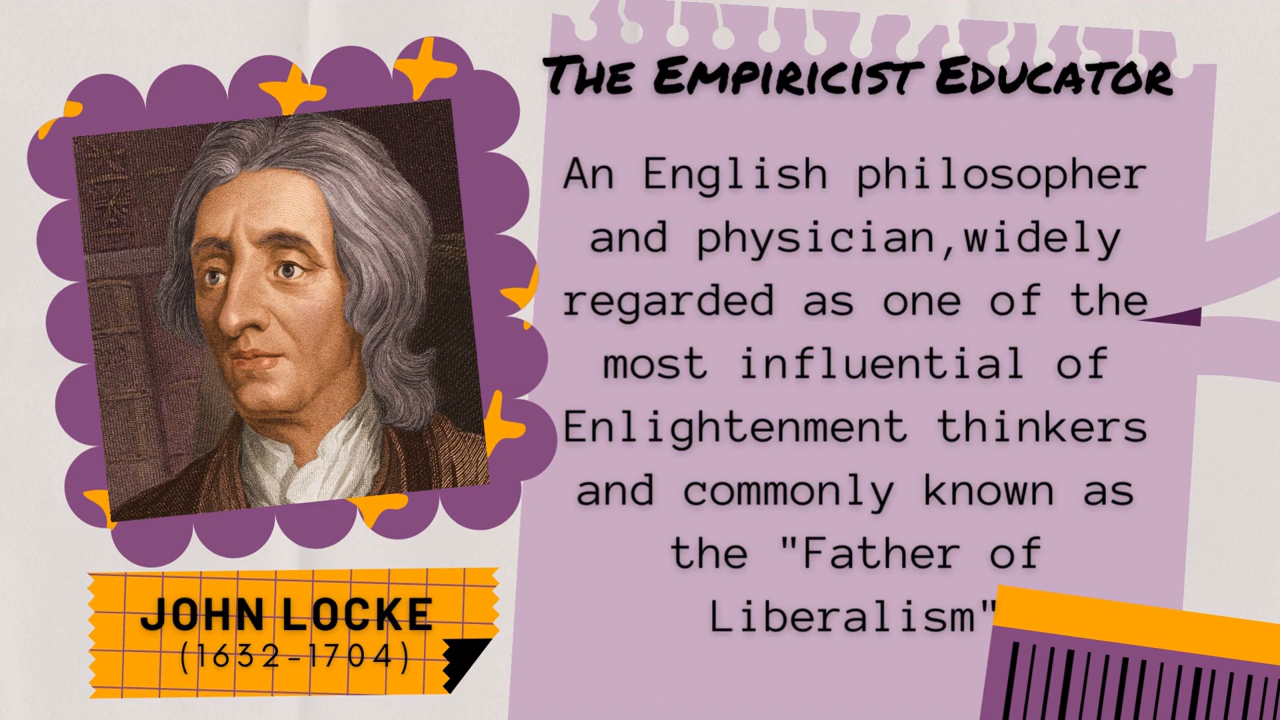 The Empiricist Educator
An English philosopher
and physician,widely
regarded as one of the
most influential of
Enlightenment thinkers
and commonly known as
the "Father of
Liberalism"
JOHN LOCKE
(1632-1704)